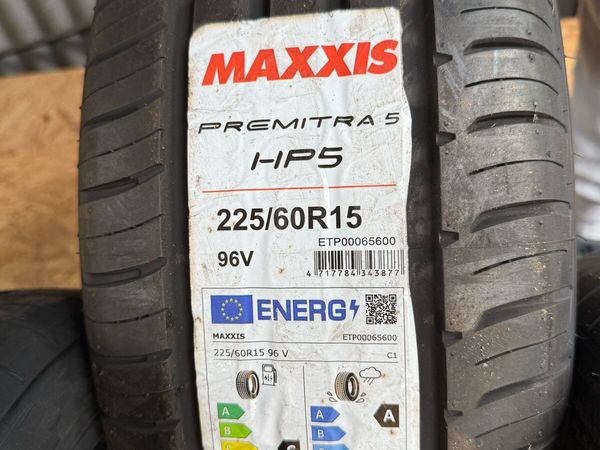 MAXXIS
PREMITRA 5
HP5
225/60R15
ETP00065600
96V
4 717784 343877
ENERG
MAXXIS ETP00065600
225/60R15 96 V C1
A A A
B B
C